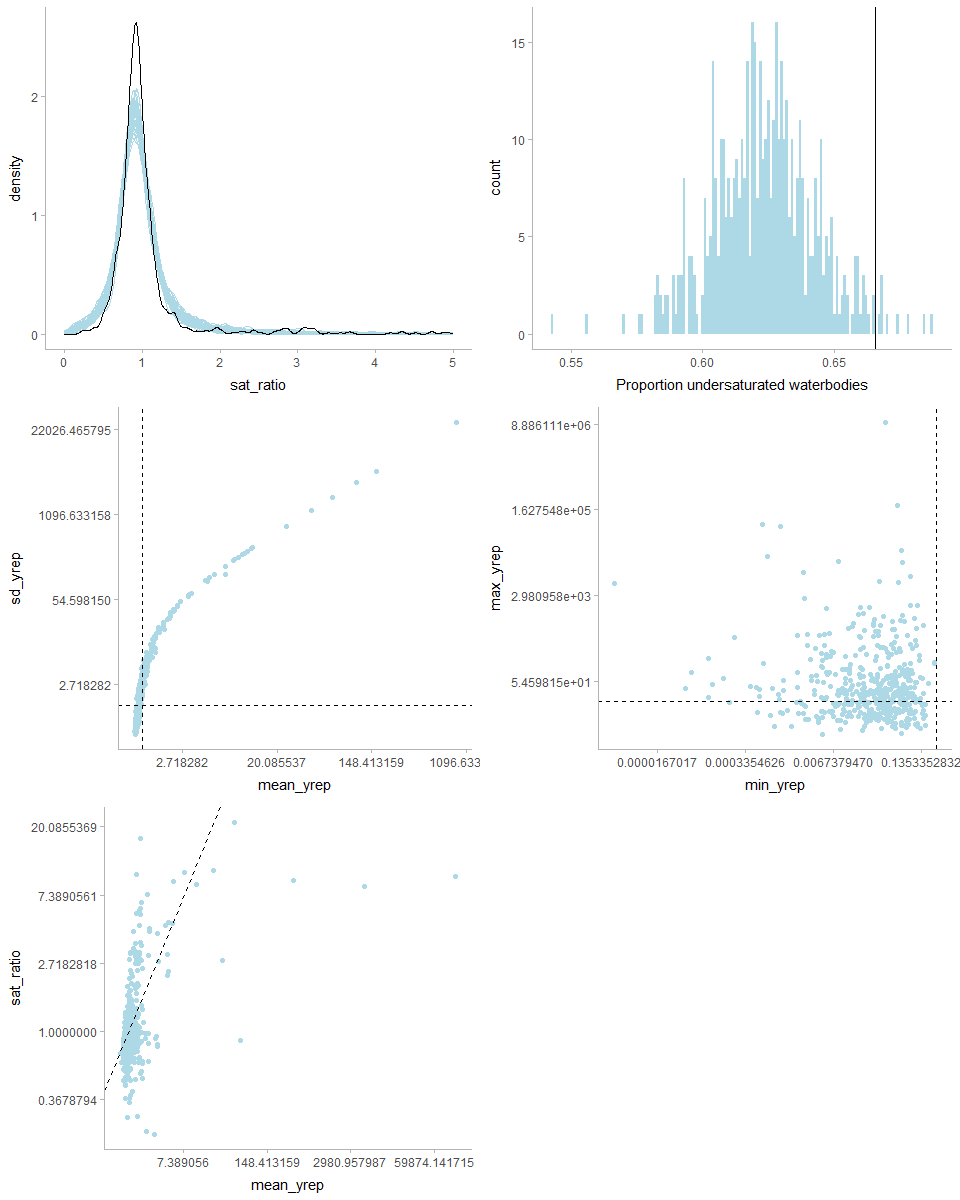 density
2
1
0
0
1
2
3
4
5
sat_ratio
count
15
10
5
0
0.55
0.60
0.65
Proportion undersaturated waterbodies
sd_yrep
22026.465795
1096.633158
54.598150
2.718282
2.718282
20.085537
148.413159
1096.633
mean_yrep
max_yrep
8.886111e+06
1.627548e+05
2.980958e+03
5.459815e+01
0.0000167017
0.0003354626
0.0067379470
0.1353352832
min_yrep
sat_ratio
20.0855369
7.3890561
2.7182818
1.0000000
0.3678794
7.389056
148.413159
2980.957987
59874.141715
mean_yrep